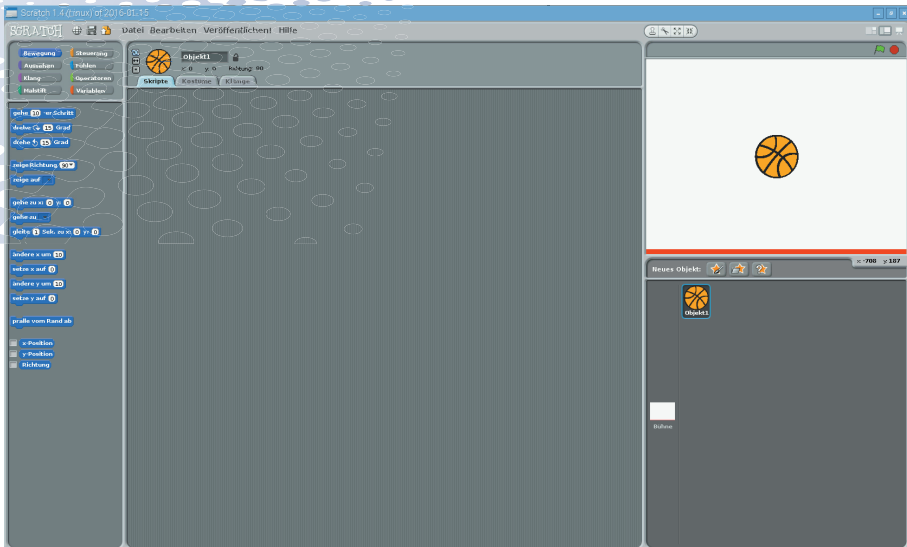 Scratch 1.4 (Linux) of 2016-01-15
SCRATCH Datei Bearbeiten Veröffentlichen! Hilfe
Bewegung Steuerung
Aussehen Fühlen
Klang Operatoren
Malstift Variablen
Objekt1
x: 0 y: 0 Richtung: 90
Skripte Kostüme Klänge
gehe 10 er-Schritt
drehe 15 Grad
drehe 15 Grad
zeige Richtung 90
zeige auf
gehe zu x: 0 y: 0
gehe zu
gleite 1 Sek. zu x: 0 y: 0
ändere x um 10
setze x auf 0
ändere y um 10
setze y auf 0
pralle vom Rand ab
x-Position
y-Position
Richtung
x: -786 y: 187
Neues Objekt:
Objekt1
Bühne